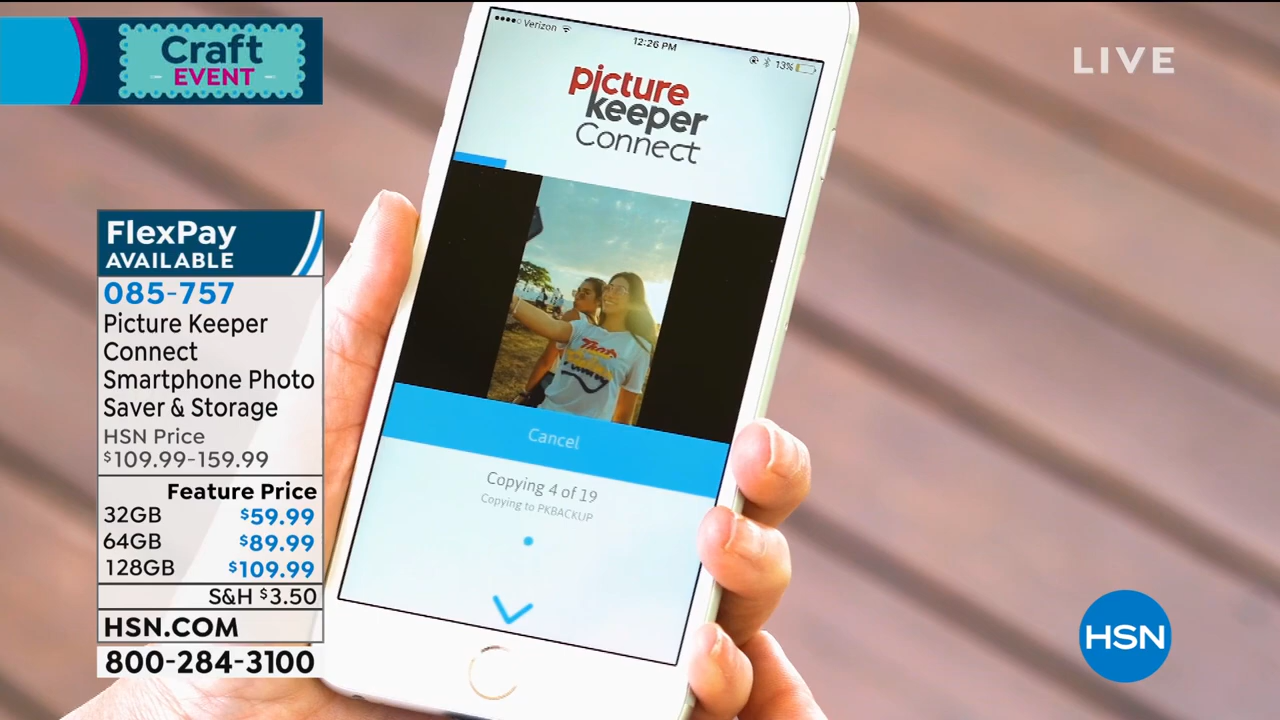 Craft
EVENT
LIVE
FlexPay
AVAILABLE
085-757
Picture Keeper
Connect
Smartphone Photo
Saver & Storage
HSN Price
$109.99-159.99
Feature Price
32GB $59.99
64GB $89.99
128GB $109.99
S&H $3.50
HSN.COM
800-284-3100
Verizon
12:26 PM
13%
picture
keeper
Connect
Cancel
Copying 4 of 19
Copying to PKBACKUP
HSN